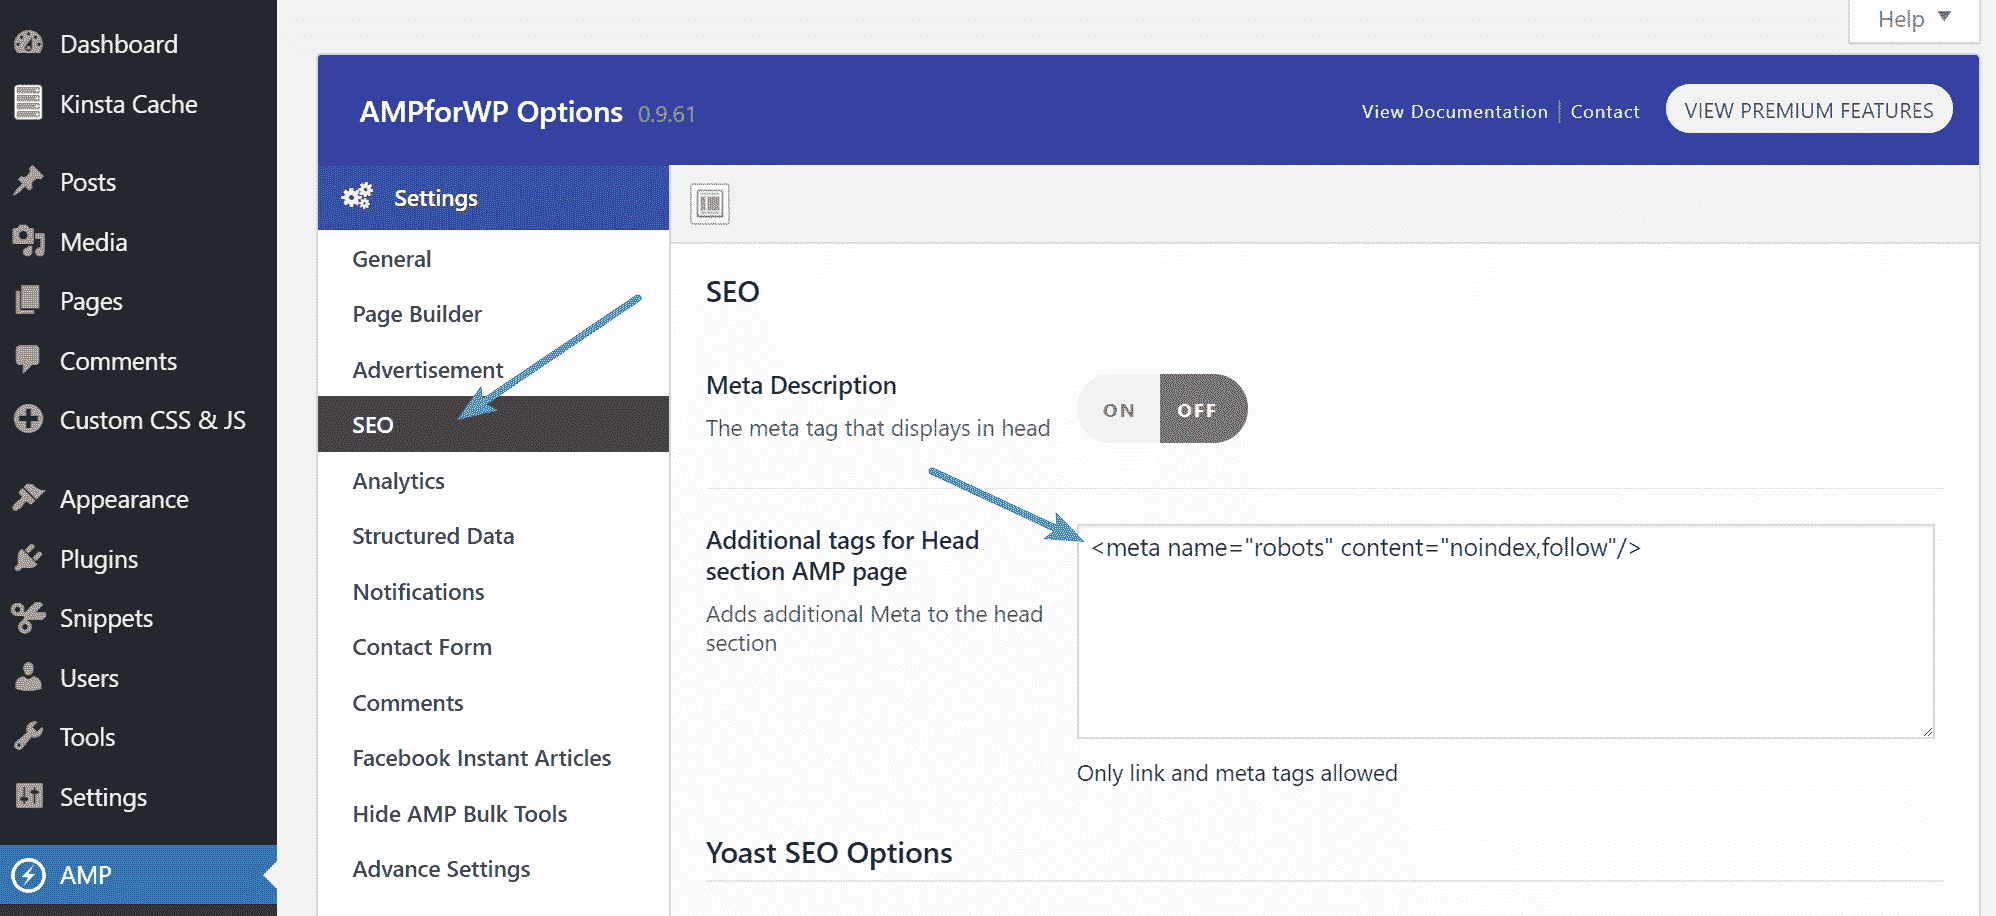 Dashboard
Kinsta Cache
Posts
Media
Pages
Comments
Custom CSS & JS
Appearance
Plugins
Snippets
Users
Tools
Settings
AMP
Help
AMPforWP Options 0.9.61
View Documentation
Contact
VIEW PREMIUM FEATURES
Settings
General
Page Builder
Advertisement
SEO
Analytics
Structured Data
Notifications
Contact Form
Comments
Facebook Instant Articles
Hide AMP Bulk Tools
Advance Settings
SEO
Meta Description
The meta tag that displays in head
ON OFF
Additional tags for Head
section AMP page
Adds additional Meta to the head
section
<meta name="robots" content="noindex,follow"/>
Only link and meta tags allowed
Yoast SEO Options